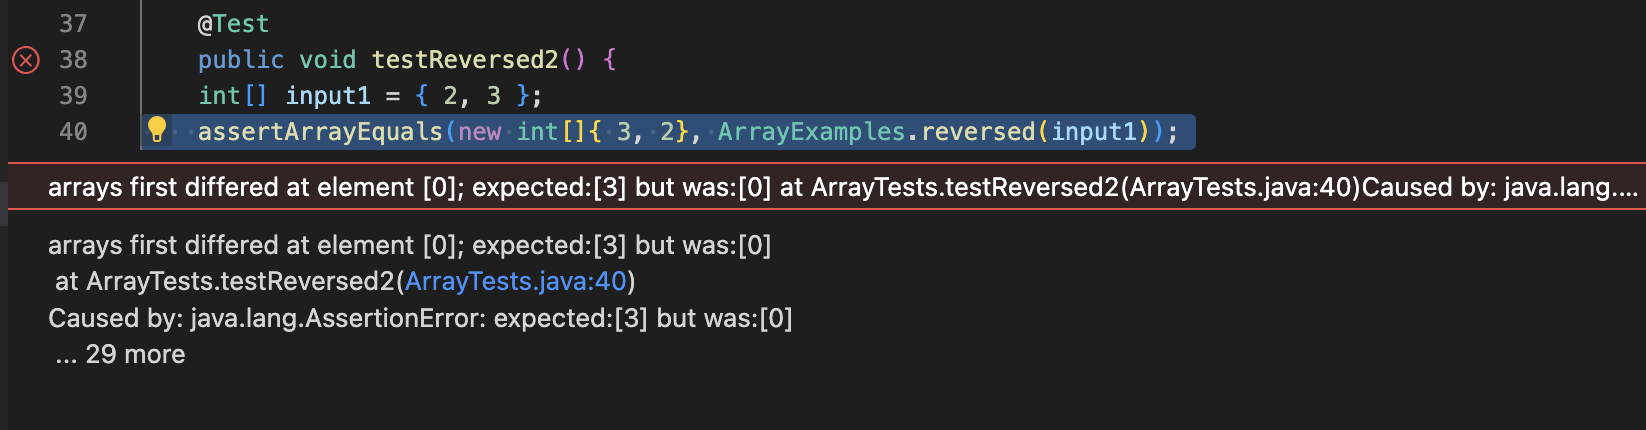 37 @Test
38 public void testReversed2() {
39 int[] input1 = { 2, 3 };
40 assertArrayEquals(new int[]{ 3, 2}, ArrayExamples.reversed(input1));
arrays first differed at element [0]; expected:[3] but was:[0] at ArrayTests.testReversed2(ArrayTests.java:40)Caused by: java.lang....
arrays first differed at element [0]; expected:[3] but was:[0]
at ArrayTests.testReversed2(ArrayTests.java:40)
Caused by: java.lang.AssertionError: expected:[3] but was:[0]
... 29 more